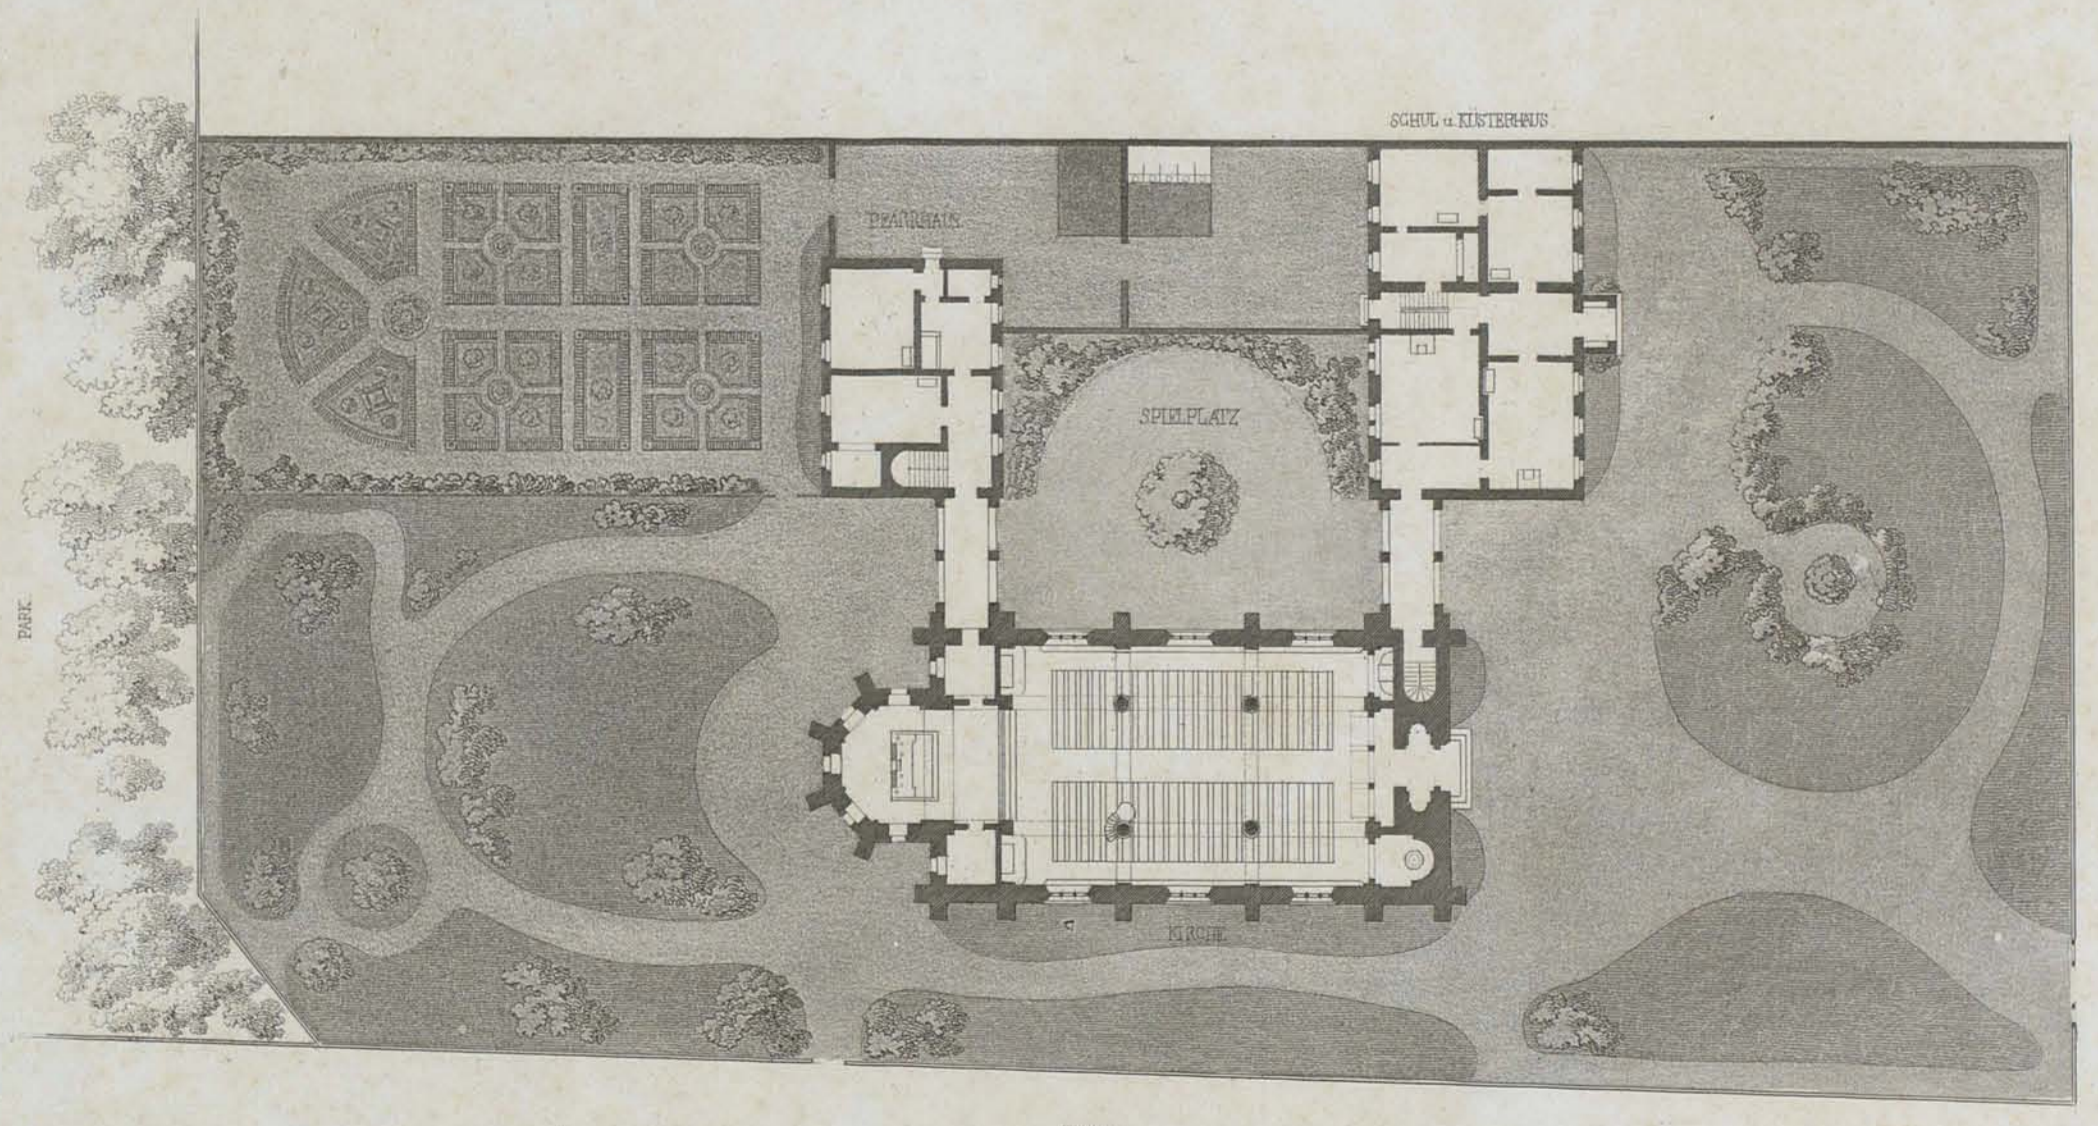 SCHUL u. KÜSTERHAUS.
PFARRHAUS.
SPIELPLATZ
PARK.
KIRCHE.